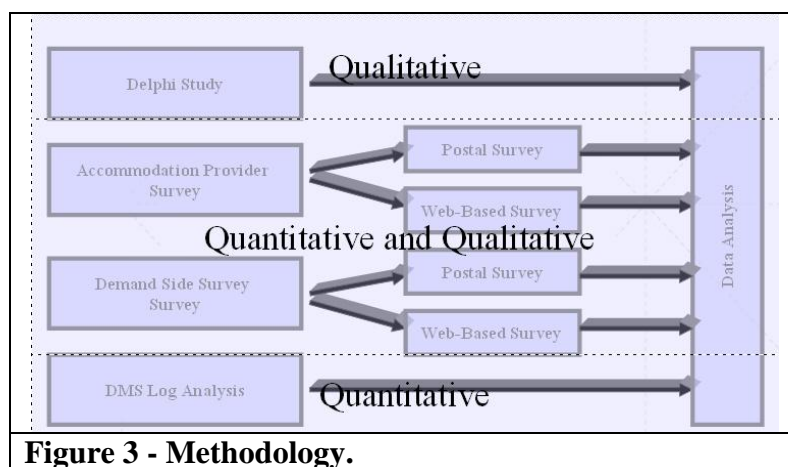 Qualitative
Delphi Study
Postal Survey
Accommodation Provider
Survey
Web-Based Survey
Quantitative and Qualitative
Postal Survey
Demand Side Survey
Survey
Web-Based Survey
DMS Log Analysis
Quantitative
Data Analysis
Figure 3 - Methodology.